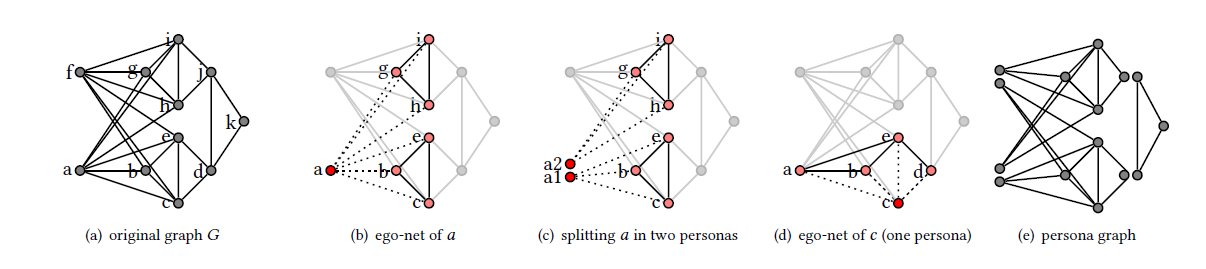 i
f
g
j
h
k
e
a
b
d
c
i
g
h
e
a
b
c
i
g
h
a2
e
a1
b
c
e
a
b
d
c
(a) original graph G
(b) ego-net of a
(c) splitting a in two personas
(d) ego-net of c (one persona)
(e) persona graph